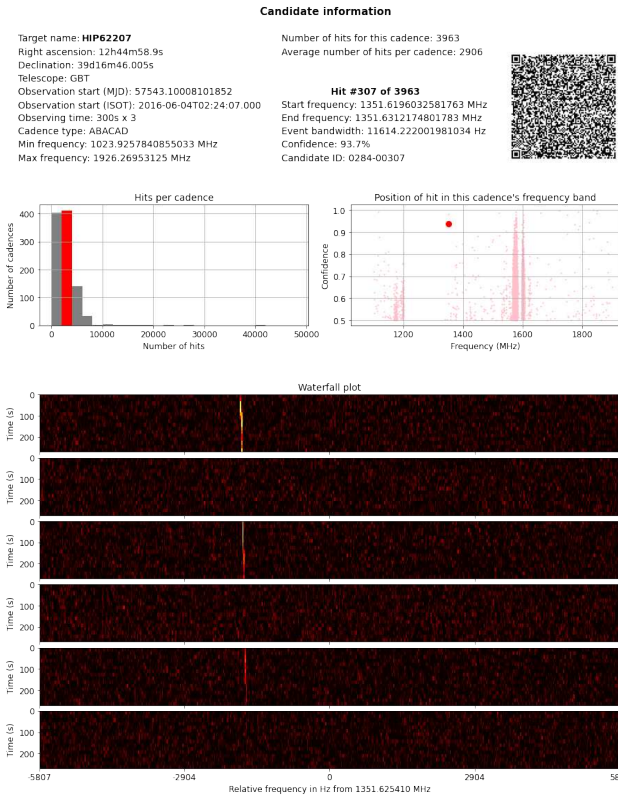 Candidate information
Target name: HIP62207
Right ascension: 12h44m58.9s
Declination: 39d16m46.005s
Telescope: GBT
Observation start (MJD): 57543.10008101852
Observation start (ISOT): 2016-06-04T02:24:07.000
Observing time: 300s x 3
Cadence type: ABACAD
Min frequency: 1023.9257840855033 MHz
Max frequency: 1926.26953125 MHz
Number of hits for this cadence: 3963
Average number of hits per cadence: 2906
Hit #307 of 3963
Start frequency: 1351.6196032581763 MHz
End frequency: 1351.6312174801783 MHz
Event bandwidth: 11614.222001981034 Hz
Confidence: 93.7%
Candidate ID: 0284-00307
Hits per cadence
Number of cadences
400
300
200
100
0
0 10000 20000 30000 40000 50000
Number of hits
Position of hit in this cadence's frequency band
Confidence
1.0
0.9
0.8
0.7
0.6
0.5
1200 1400 1600 1800
Frequency (MHz)
Waterfall plot
Time (s)
0
100
200
Time (s)
0
100
200
Time (s)
0
100
200
Time (s)
0
100
200
Time (s)
0
100
200
Time (s)
0
100
200
-5807 -2904 0 2904 58
Relative frequency in Hz from 1351.625410 MHz